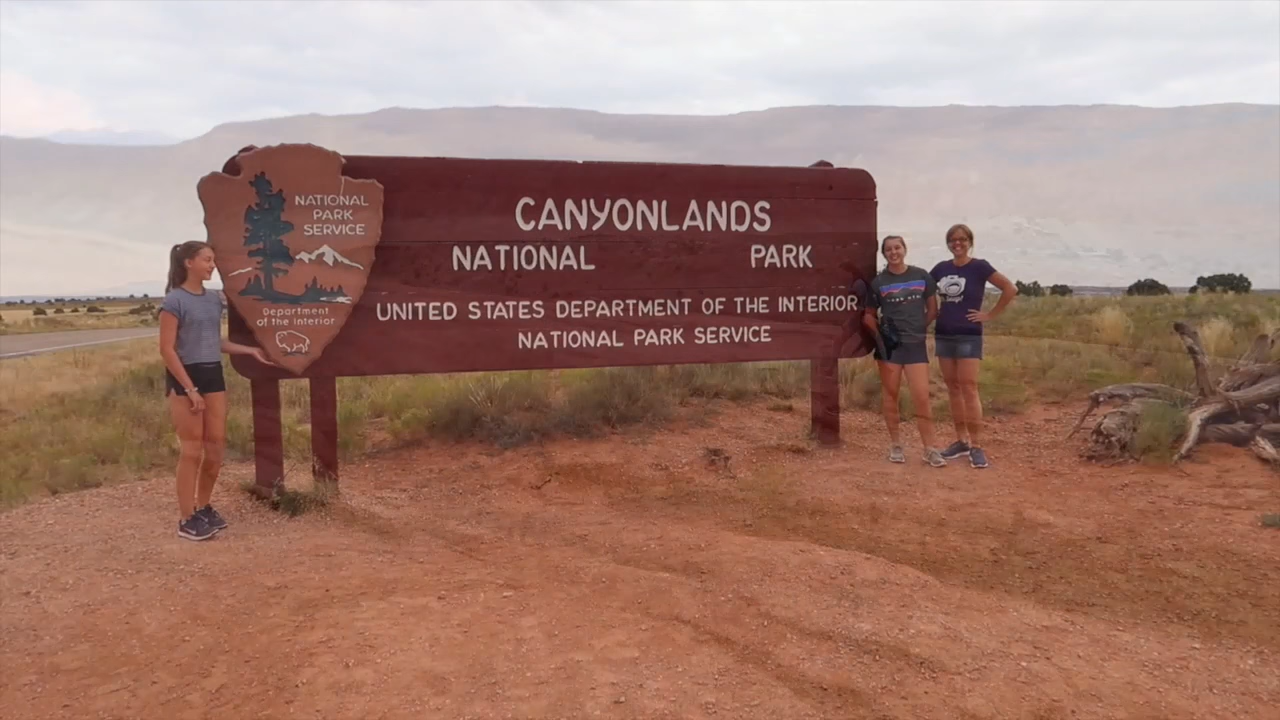 NATIONAL
PARK
SERVICE
Department
of the Interior
CANYONLANDS
NATIONAL PARK
UNITED STATES DEPARTMENT OF THE INTERIOR
NATIONAL PARK SERVICE